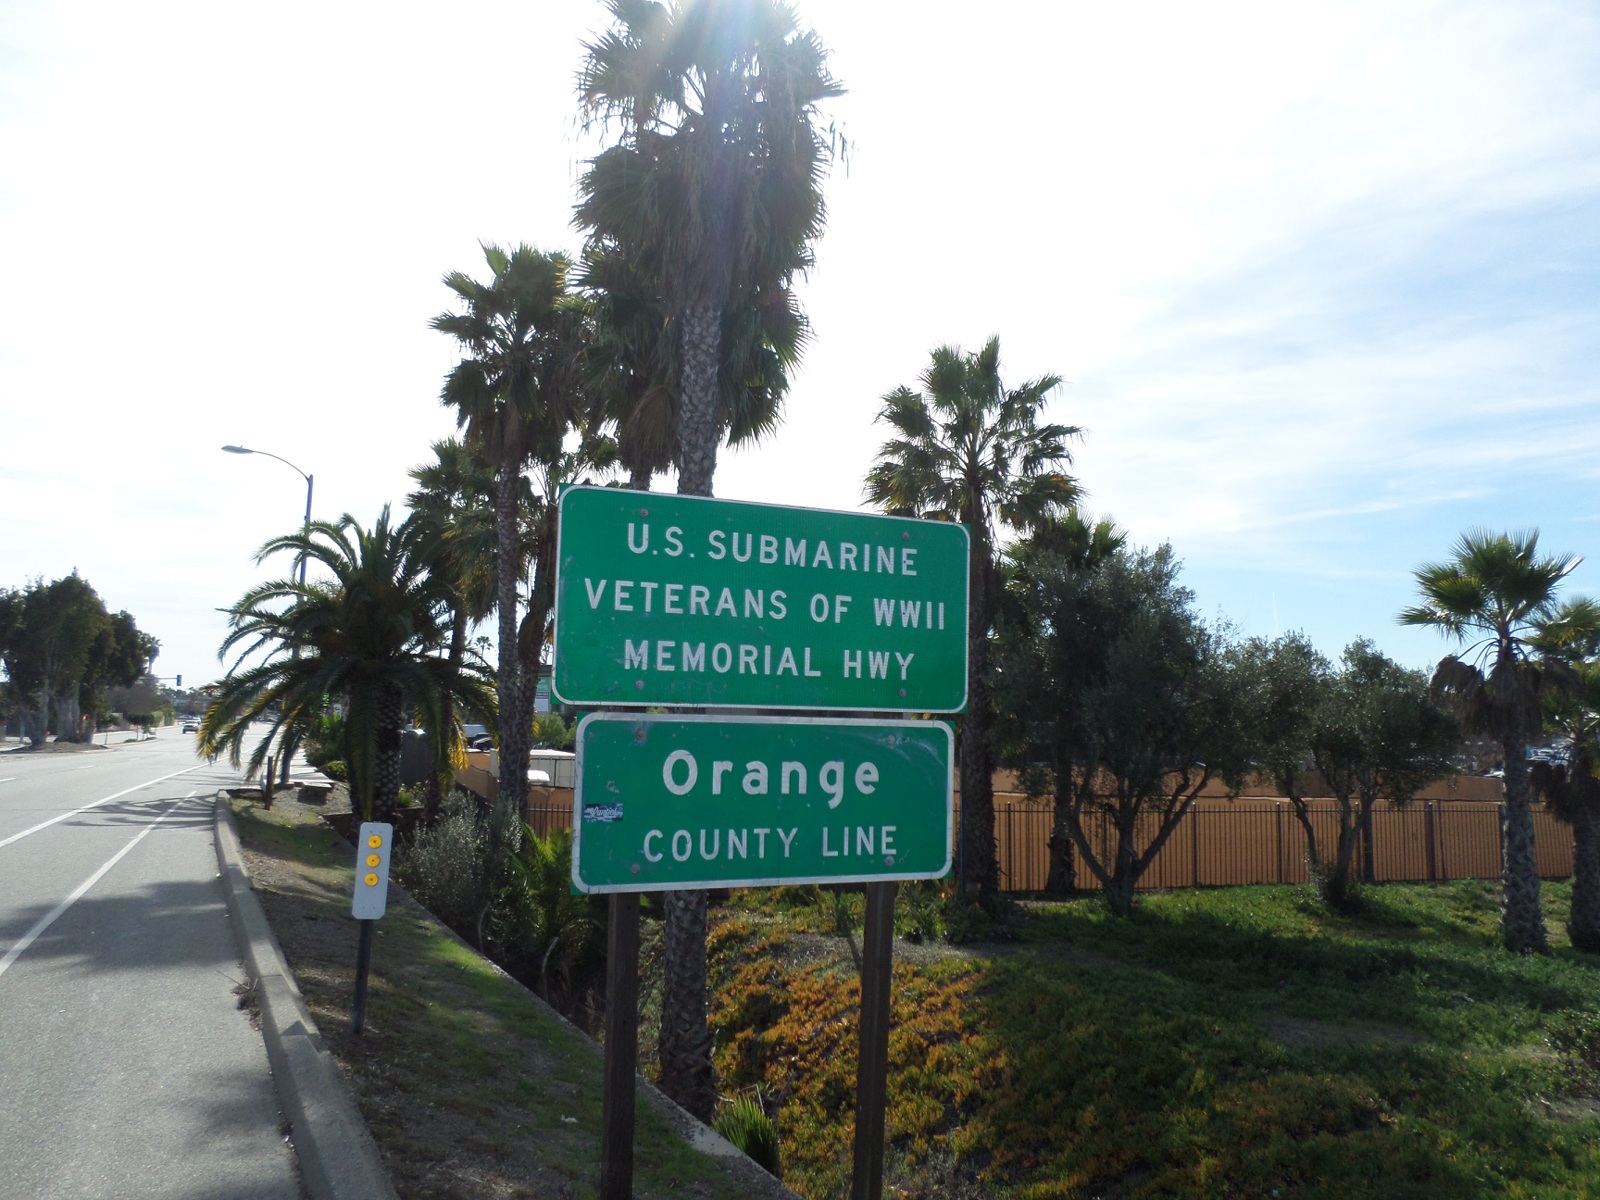 U.S. SUBMARINE
VETERANS OF WWII
MEMORIAL HWY
Orange
COUNTY LINE